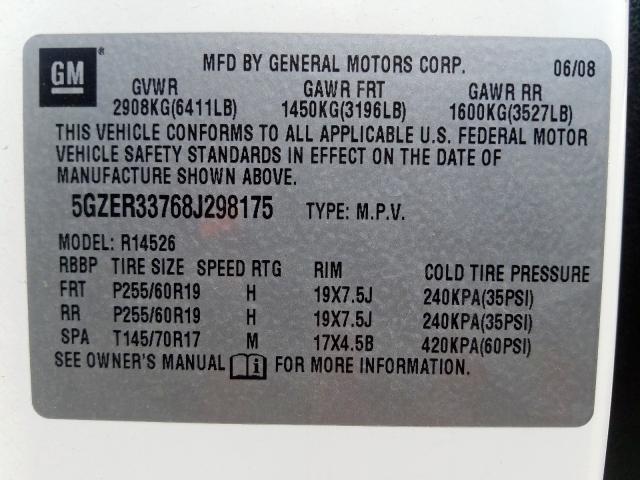 GM ® MFD BY GENERAL MOTORS CORP. 06/08
GVWR GAWR FRT GAWR RR
2908KG(6411LB) 1450KG(3196LB) 1600KG(3527LB)
THIS VEHICLE CONFORMS TO ALL APPLICABLE U.S. FEDERAL MOTOR
VEHICLE SAFETY STANDARDS IN EFFECT ON THE DATE OF
MANUFACTURE SHOWN ABOVE.
5GZER33768J298175 TYPE: M.P.V.
MODEL: R14526
RBBP TIRE SIZE SPEED RTG RIM COLD TIRE PRESSURE
FRT P255/60R19 H 19X7.5J 240KPA(35PSI)
RR P255/60R19 H 19X7.5J 240KPA(35PSI)
SPA T145/70R17 M 17X4.5B 420KPA(60PSI)
SEE OWNER'S MANUAL i FOR MORE INFORMATION.